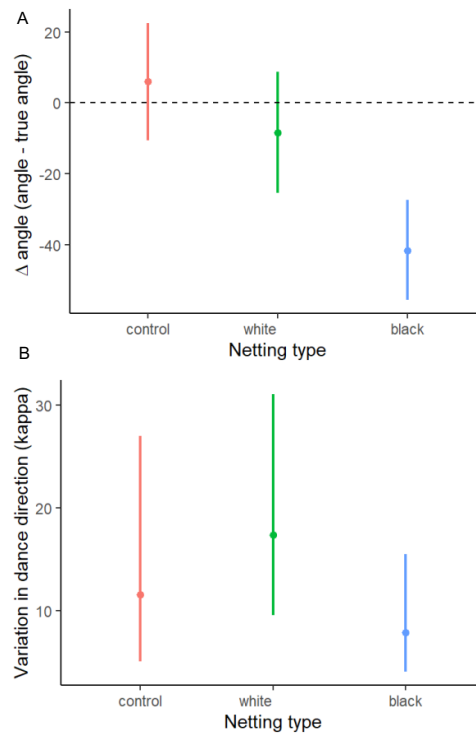 A
Δ angle (angle - true angle)
20
0
-20
-40
control white black
Netting type
B
Variation in dance direction (kappa)
30
20
10
control white black
Netting type